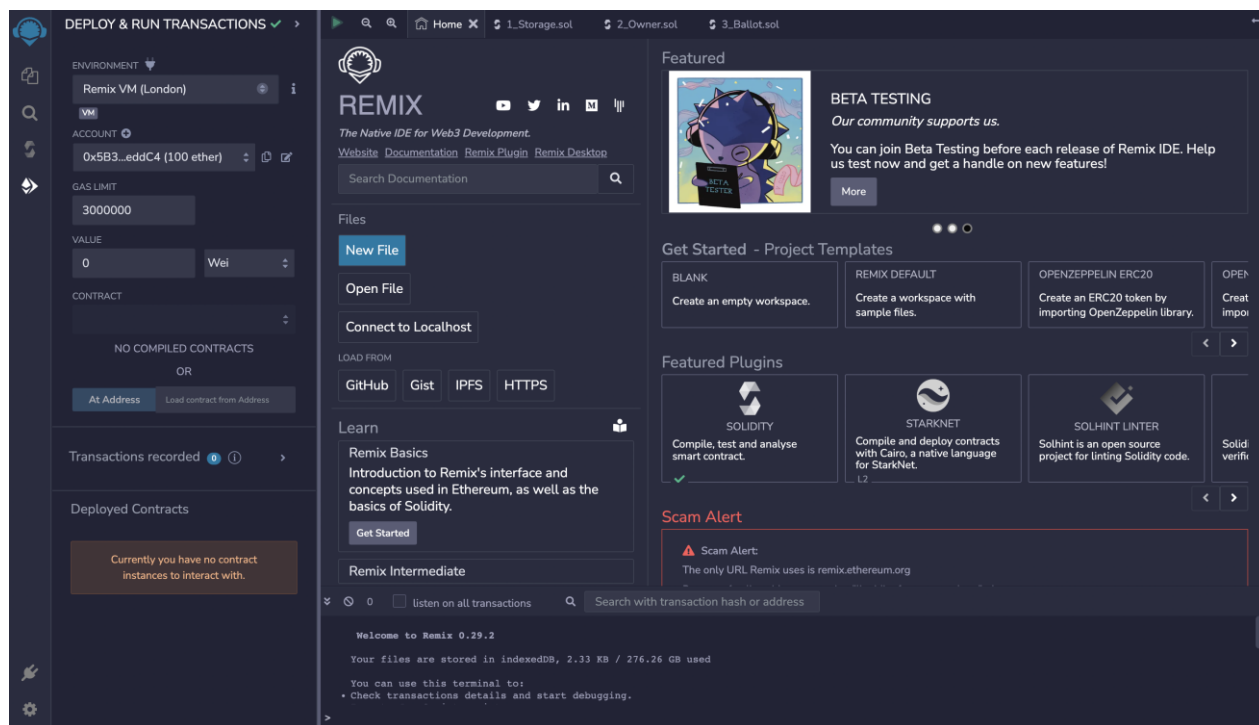 DEPLOY & RUN TRANSACTIONS
ENVIRONMENT
Remix VM (London)
VM
ACCOUNT
0x5B3...eddC4 (100 ether)
GAS LIMIT
3000000
VALUE
0
Wei
CONTRACT
NO COMPILED CONTRACTS
OR
At Address
Load contract from Address
Transactions recorded 0
Deployed Contracts
Currently you have no contract
instances to interact with.
Home
1_Storage.sol
2_Owner.sol
3_Ballot.sol
REMIX
The Native IDE for Web3 Development.
Website Documentation Remix Plugin Remix Desktop
Search Documentation
Files
New File
Open File
Connect to Localhost
LOAD FROM
GitHub
Gist
IPFS
HTTPS
Learn
Remix Basics
Introduction to Remix's interface and
concepts used in Ethereum, as well as the
basics of Solidity.
Get Started
Remix Intermediate
Featured
BETA
TESTER
BETA TESTING
Our community supports us.
You can join Beta Testing before each release of Remix IDE. Help
us test now and get a handle on new features!
More
Get Started - Project Templates
BLANK
Create an empty workspace.
REMIX DEFAULT
Create a workspace with
sample files.
OPENZEPPELIN ERC20
Create an ERC20 token by
importing OpenZeppelin library.
OPEN
Creat
impor
Featured Plugins
SOLIDITY
Compile, test and analyse
smart contract.
STARKNET
Compile and deploy contracts
with Cairo, a native language
for StarkNet.
L2
SOLHINT LINTER
Solhint is an open source
project for linting Solidity code.
Solidi
verific
Scam Alert
Scam Alert:
The only URL Remix uses is remix.ethereum.org
0
listen on all transactions
Search with transaction hash or address
Welcome to Remix 0.29.2
Your files are stored in indexedDB, 2.33 KB / 276.26 GB used
You can use this terminal to:
• Check transactions details and start debugging.
>